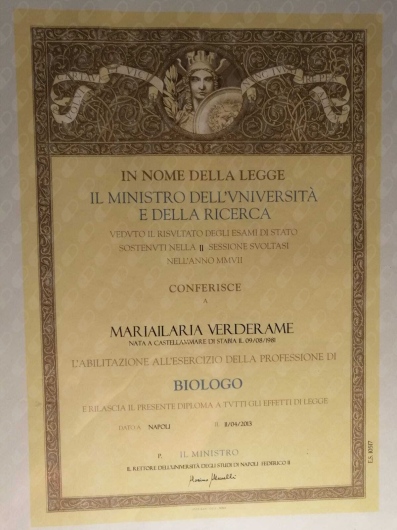 IN NOME DELLA LEGGE
IL MINISTRO DELL'VNIVERSITÀ
E DELLA RICERCA
VEDVTO IL RISVLTATO DEGLI ESAMI DI STATO
SOSTENVTI NELLA II SESSIONE SVOLTASI
NELL'ANNO MMVII
CONFERISCE
A
MARIAILARIA VERDERAME
NATA A CASTELLAMMARE DI STABIA IL 09/08/1981
L'ABILITAZIONE ALL'ESERCIZIO DELLA PROFESSIONE DI
BIOLOGO
E RILASCIA IL PRESENTE DIPLOMA A TVTTI GLI EFFETTI DI LEGGE
DATO A NAPOLI IL 11/04/2013
P. IL MINISTRO
IL RETTORE DELL'UNIVERSITÀ DEGLI STUDI DI NAPOLI FEDERICO II